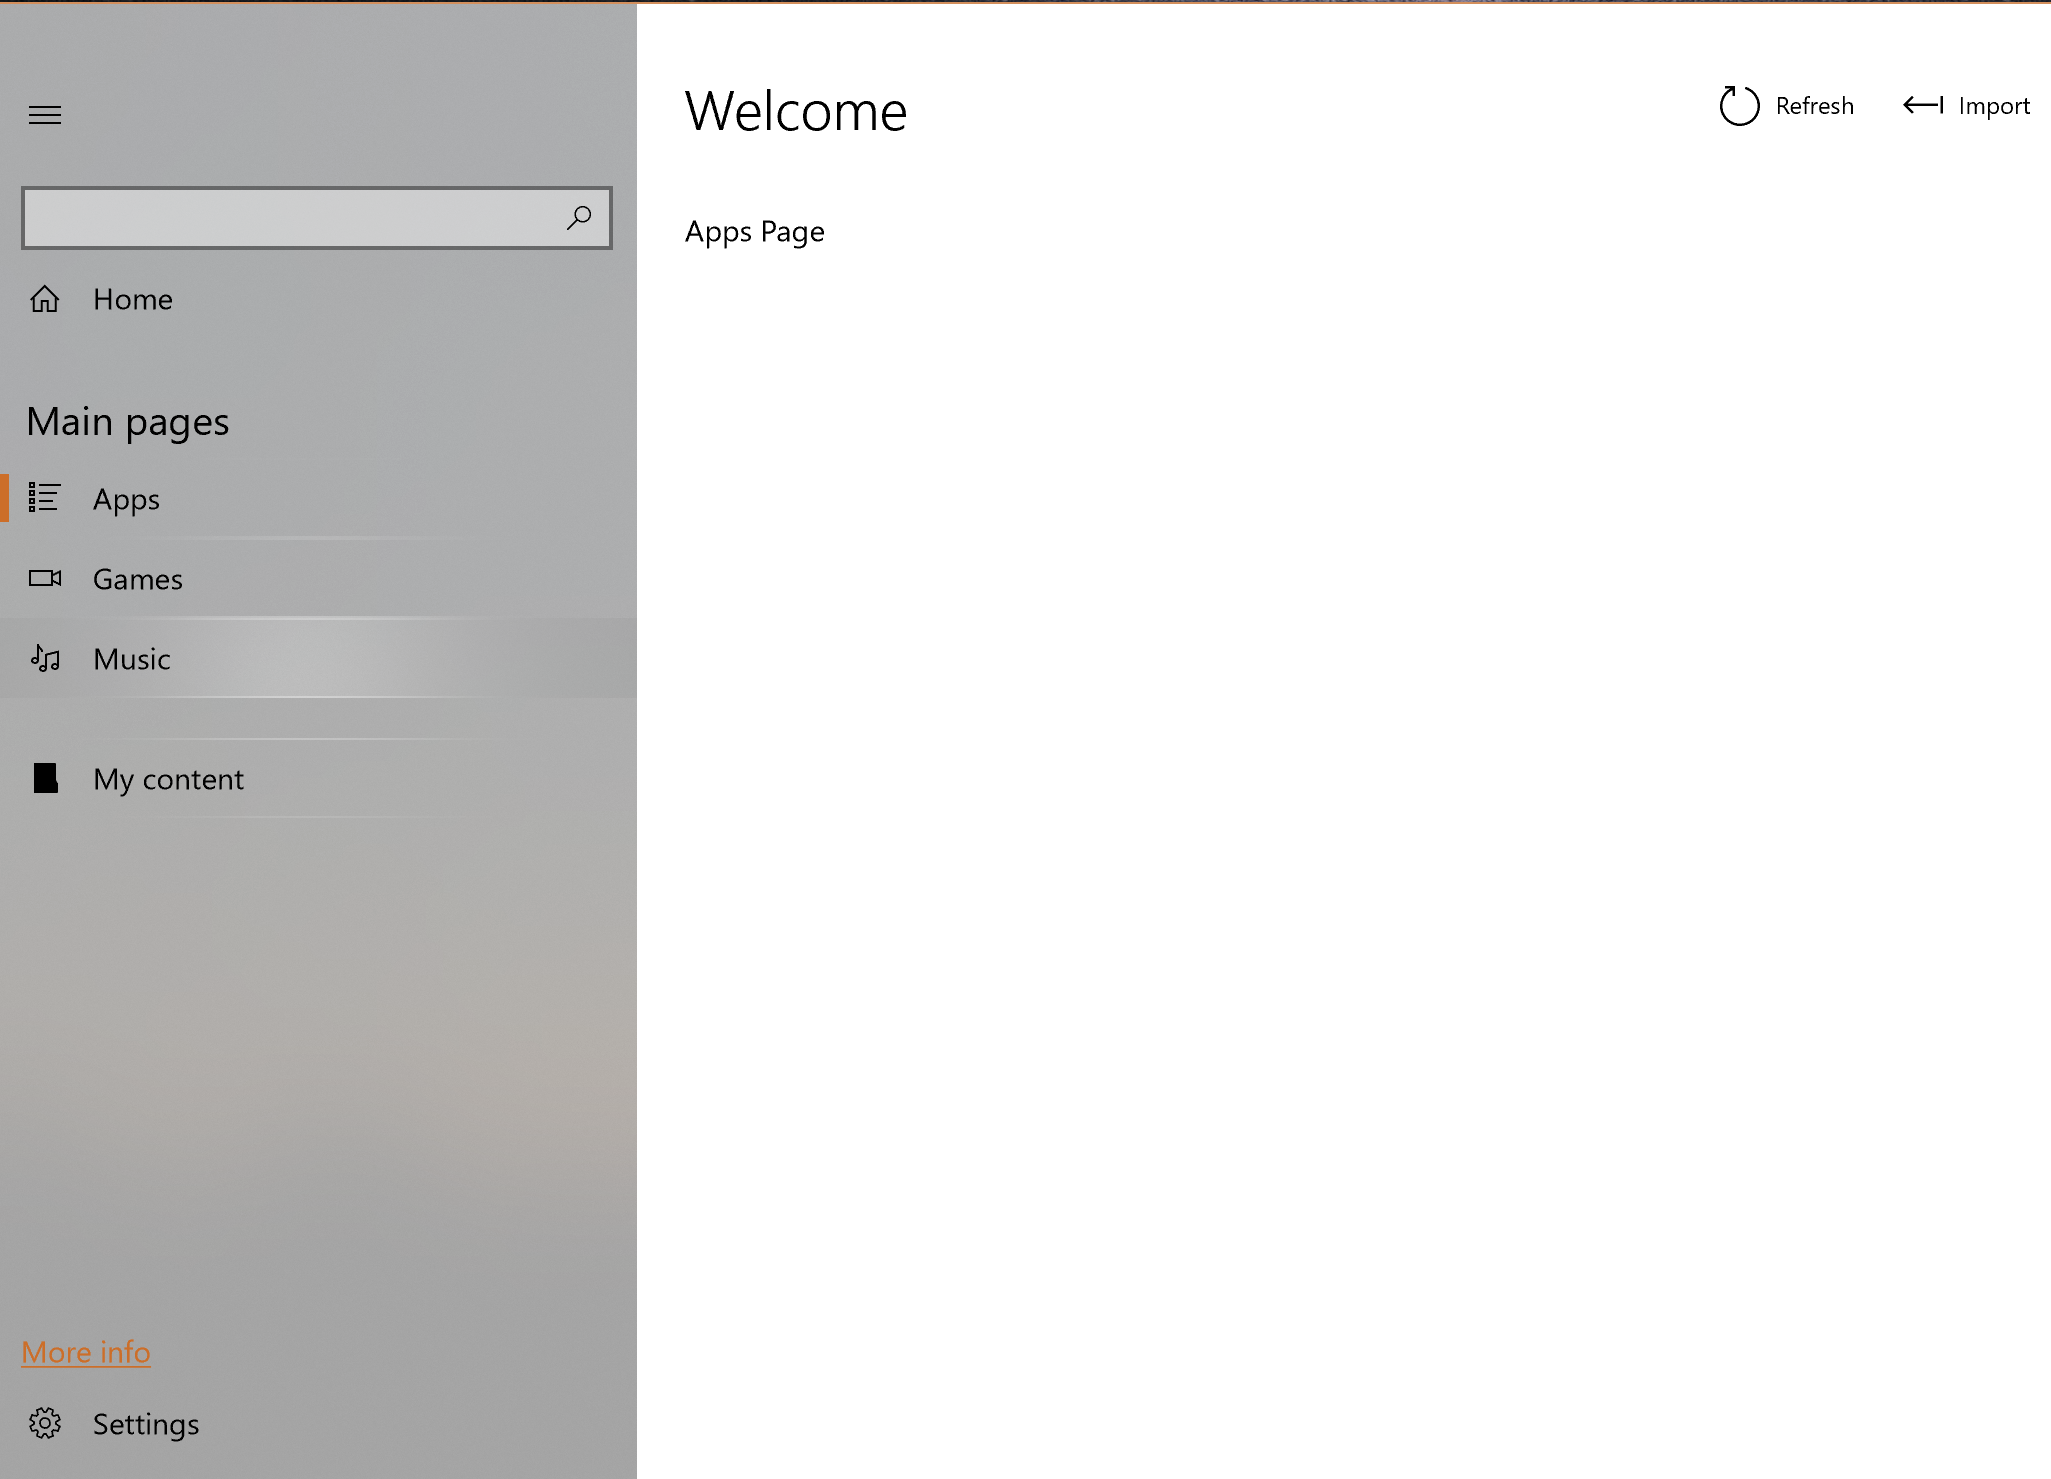 Welcome
Refresh
Import
Apps Page
Home
Main pages
Apps
Games
Music
My content
More info
Settings